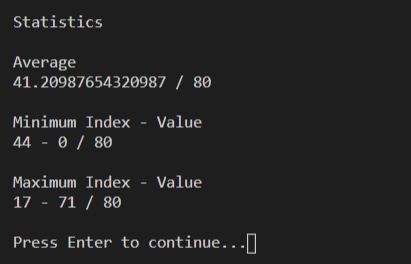 Statistics
Average
41.20987654320987 / 80
Minimum Index - Value
44 - 0 / 80
Maximum Index - Value
17 - 71 / 80
Press Enter to continue...